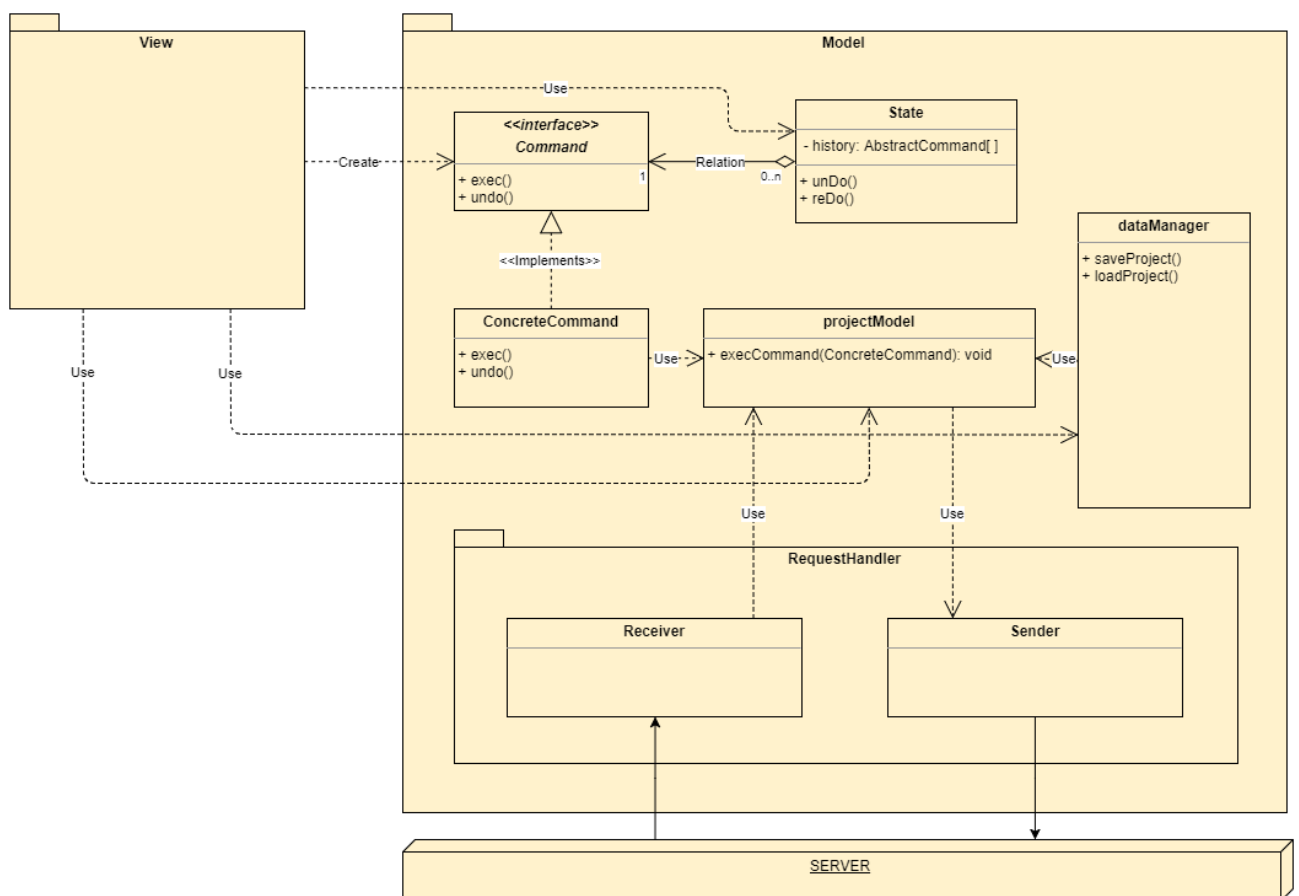 View
Model
Use
State
- history: AbstractCommand[ ]
+ unDo()
+ reDo()
<<interface>>
Command
+ exec()
+ undo()
Create
Relation
1
0..n
dataManager
+ saveProject()
+ loadProject()
<<Implements>>
ConcreteCommand
+ exec()
+ undo()
Use
projectModel
+ execCommand(ConcreteCommand): void
Use
Use
Use
Use
Use
RequestHandler
Receiver
Sender
SERVER